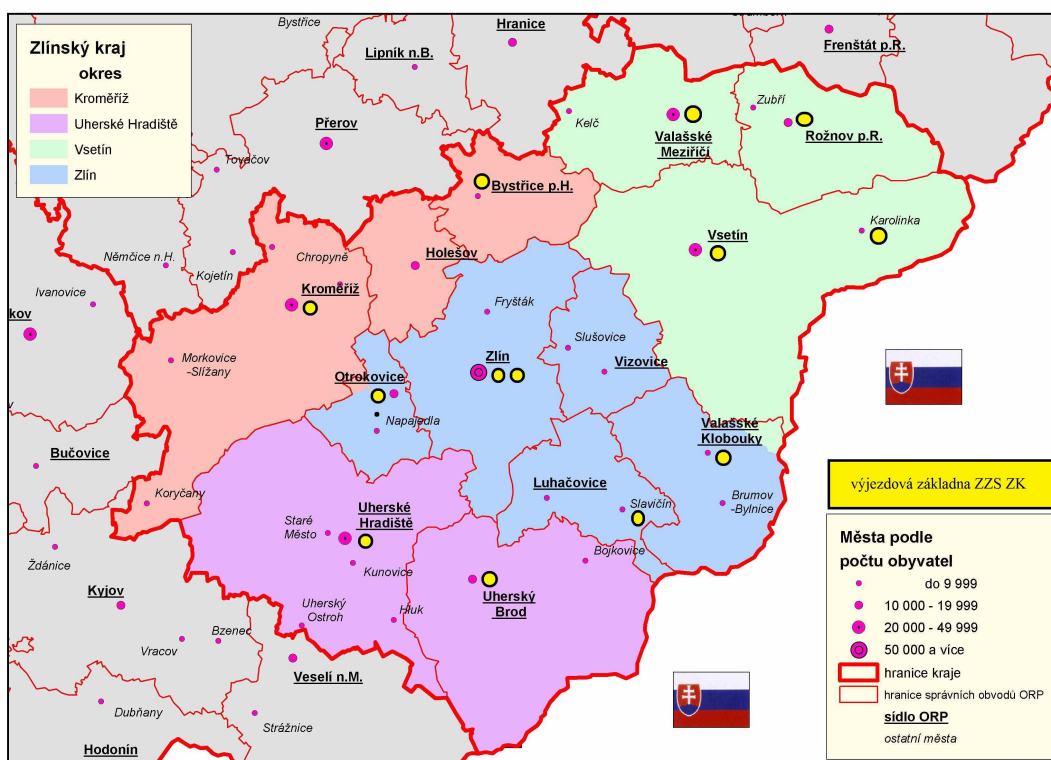 Zlínský kraj
okres
Kroměříž
Uherské Hradiště
Vsetín
Zlín
Bystřice
Hranice
Lipník n.B.
Frenštát p.R.
Přerov
Tovačov
Kelč
Valašské
Meziříčí
Zubří
Rožnov p.R.
Bystřice p.H.
Karolinka
Vsetín
Holešov
Chropyně
Kojetín
Němčice n.H.
Ivanovice
kov
Kroměříž
Fryšták
Slušovice
Vizovice
Zlín
Morkovice
-Slížany
Otrokovice
Napajedla
Valašské
Klobouky
Bučovice
Luhačovice
Slavičín
Brumov
-Bylnice
Koryčany
Uherské
Hradiště
Staré
Město
Kunovice
Bojkovice
Ždánice
Uherský
Brod
Kyjov
Uherský
Ostroh
Hluk
Bzenec
Vracov
Veselí n.M.
Dubňany
Strážnice
Hodonín
výjezdová základna ZZS ZK
Města podle
počtu obyvatel
do 9 999
10 000 - 19 999
20 000 - 49 999
50 000 a více
hranice kraje
hranice správních obvodů ORP
sídlo ORP
ostatní města